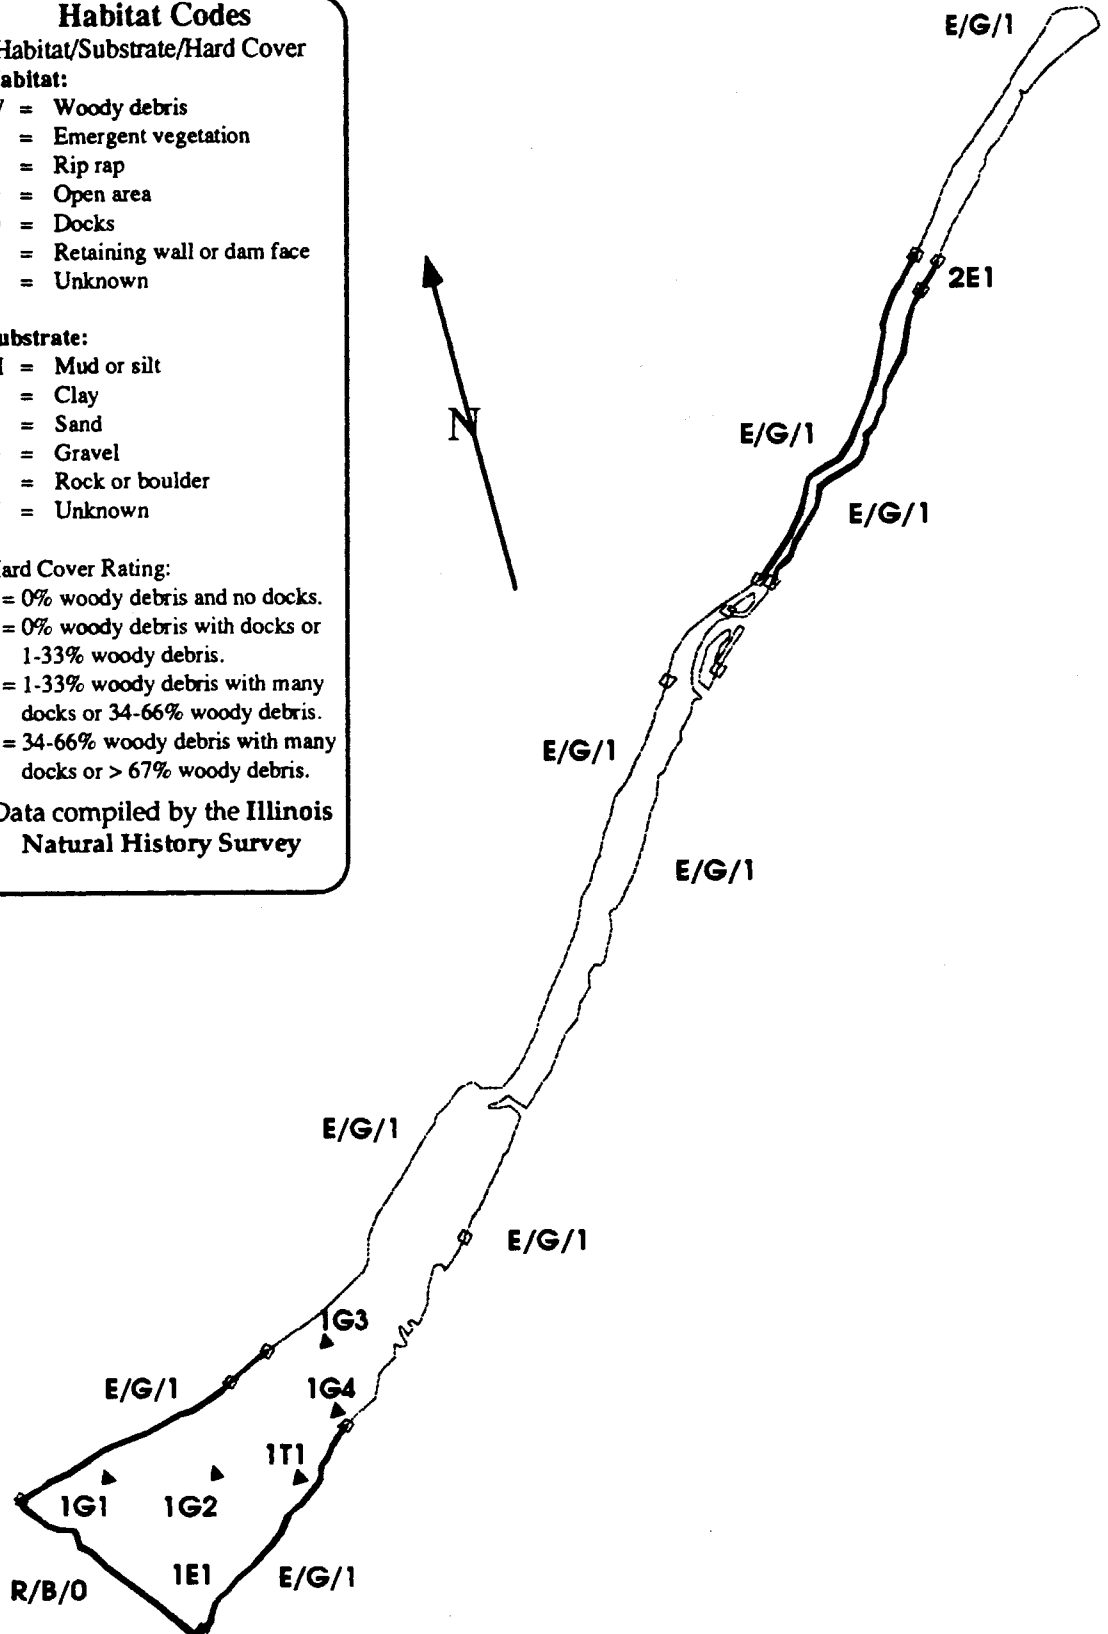 Habitat Codes
Habitat/Substrate/Hard Cover
abitat:
= Woody debris
= Emergent vegetation
= Rip rap
= Open area
= Docks
= Retaining wall or dam face
= Unknown
ubstrate:
= Mud or silt
= Clay
= Sand
= Gravel
= Rock or boulder
= Unknown
ard Cover Rating:
= 0% woody debris and no docks.
= 0% woody debris with docks or
1-33% woody debris.
= 1-33% woody debris with many
docks or 34-66% woody debris.
= 34-66% woody debris with many
docks or > 67% woody debris.
Data compiled by the Illinois
Natural History Survey
E/G/1
2E1
N
E/G/1
E/G/1
E/G/1
E/G/1
E/G/1
E/G/1
1G3
E/G/1
1G4
1T1
1G1
1G2
1E1
E/G/1
R/B/0